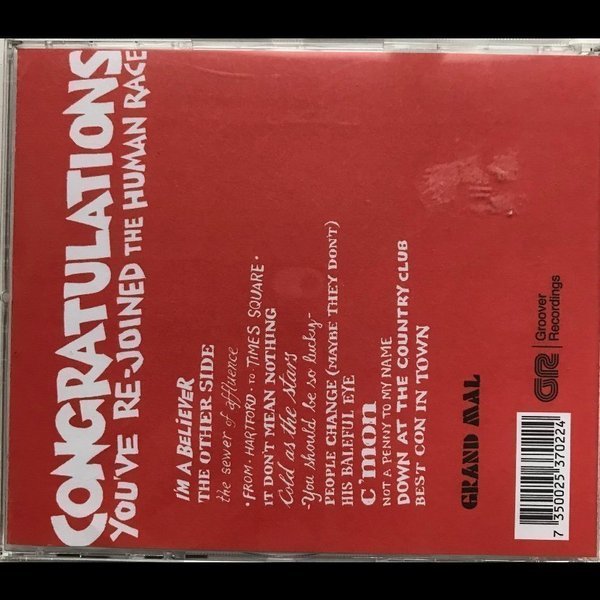 CONGRATULATIONS
YOU'VE RE-JOINED THE HUMAN RACE
I'M A BELIEVER
THE OTHER SIDE
the sewer of affluence
• FROM • HARTFORD • TO TIMES SQUARE •
IT DON'T MEAN NOTHING
Cold as the stars
-You should be so lucky-
PEOPLE CHANGE (MAYBE THEY DON'T)
HIS BALEFUL EYE
C'mon
NOT A PENNY TO MY NAME
DOWN AT THE COUNTRY CLUB
BEST CON IN TOWN
GRAND MAL
GR Groover
Recordings
7 350025 370224